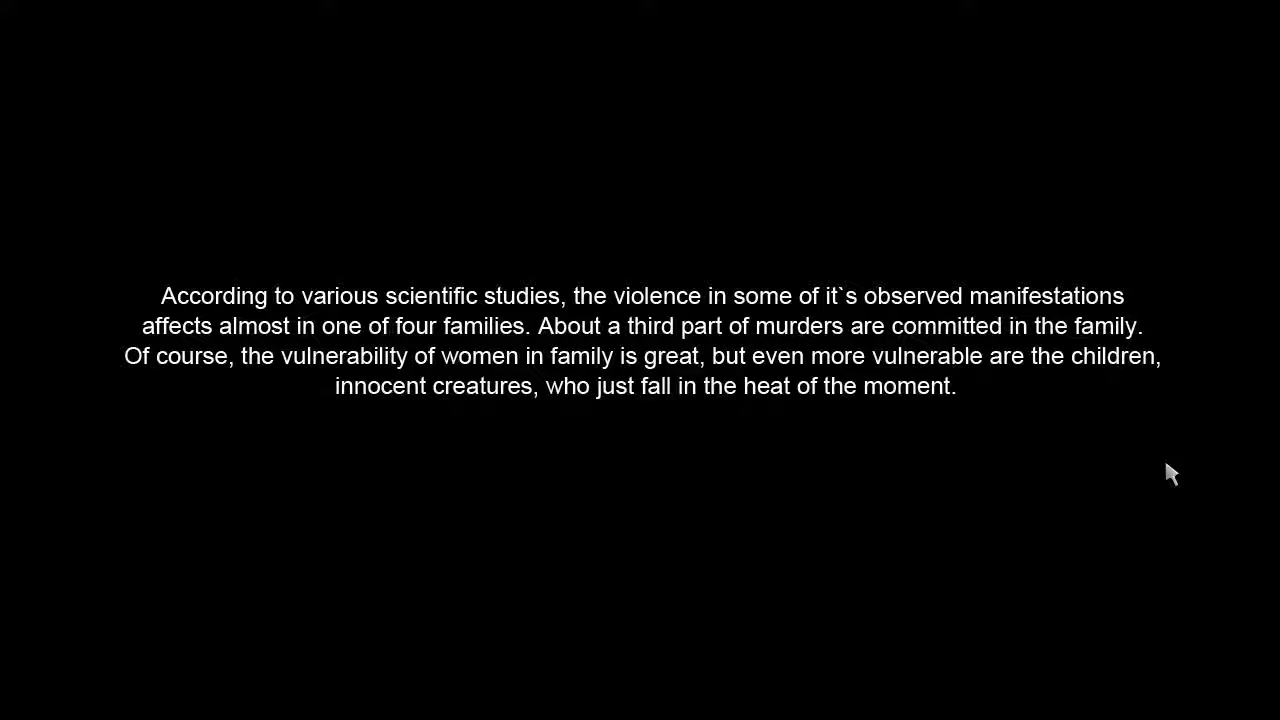 According to various scientific studies, the violence in some of it`s observed manifestations
affects almost in one of four families. About a third part of murders are committed in the family.
Of course, the vulnerability of women in family is great, but even more vulnerable are the children,
innocent creatures, who just fall in the heat of the moment.